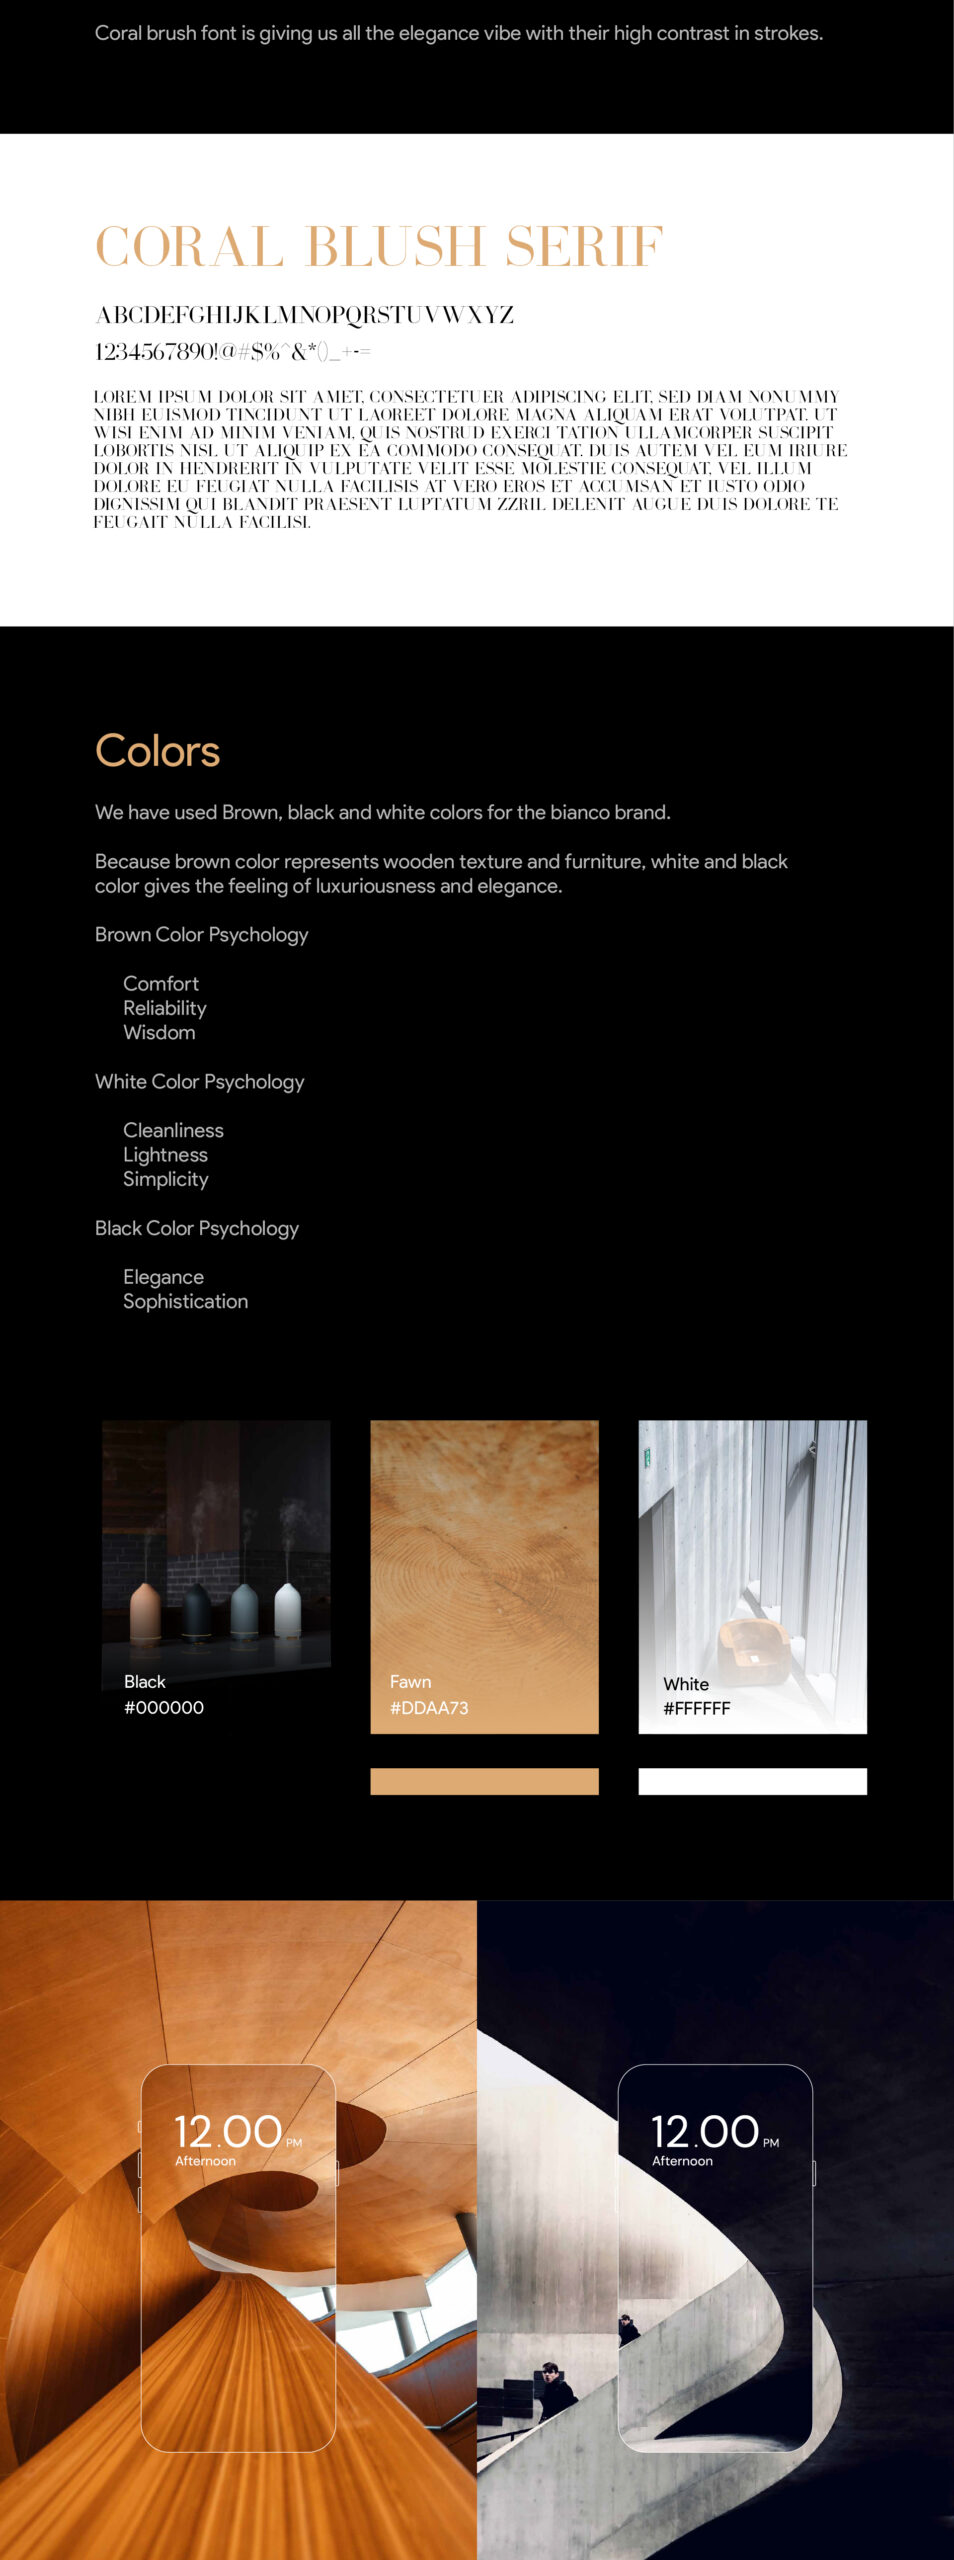 Coral brush font is giving us all the elegance vibe with their high contrast in strokes.
CORAL BLUSH SERIF
ABCDEFGHIJKLMNOPQRSTUVWXYZ
1234567890!@#$%^&*()_+-=
LOREM IPSUM DOLOR SIT AMET, CONSECTETUER ADIPISCING ELIT, SED DIAM NONUMMY
NIBH EUISMOD TINCIDUNT UT LAOREET DOLORE MAGNA ALIQUAM ERAT VOLUTPAT. UT
WISI ENIM AD MINIM VENIAM, QUIS NOSTRUD EXERCI TATION ULLAMCORPER SUSCIPIT
LOBORTIS NISL UT ALIQUIP EX EA COMMODO CONSEQUAT. DUIS AUTEM VEL EUM IRIURE
DOLOR IN HENDRERIT IN VULPUTATE VELIT ESSE MOLESTIE CONSEQUAT, VEL ILLUM
DOLORE EU FEUGIAT NULLA FACILISIS AT VERO EROS ET ACCUMSAN ET IUSTO ODIO
DIGNISSIM QUI BLANDIT PRAESENT LUPTATUM ZZRIL DELENIT AUGUE DUIS DOLORE TE
FEUGAIT NULLA FACILISI.
Colors
We have used Brown, black and white colors for the bianco brand.
Because brown color represents wooden texture and furniture, white and black
color gives the feeling of luxuriousness and elegance.
Brown Color Psychology
Comfort
Reliability
Wisdom
White Color Psychology
Cleanliness
Lightness
Simplicity
Black Color Psychology
Elegance
Sophistication
Black
#000000
Fawn
#DDAA73
White
#FFFFFF
12.00 PM
Afternoon
12.00 PM
Afternoon